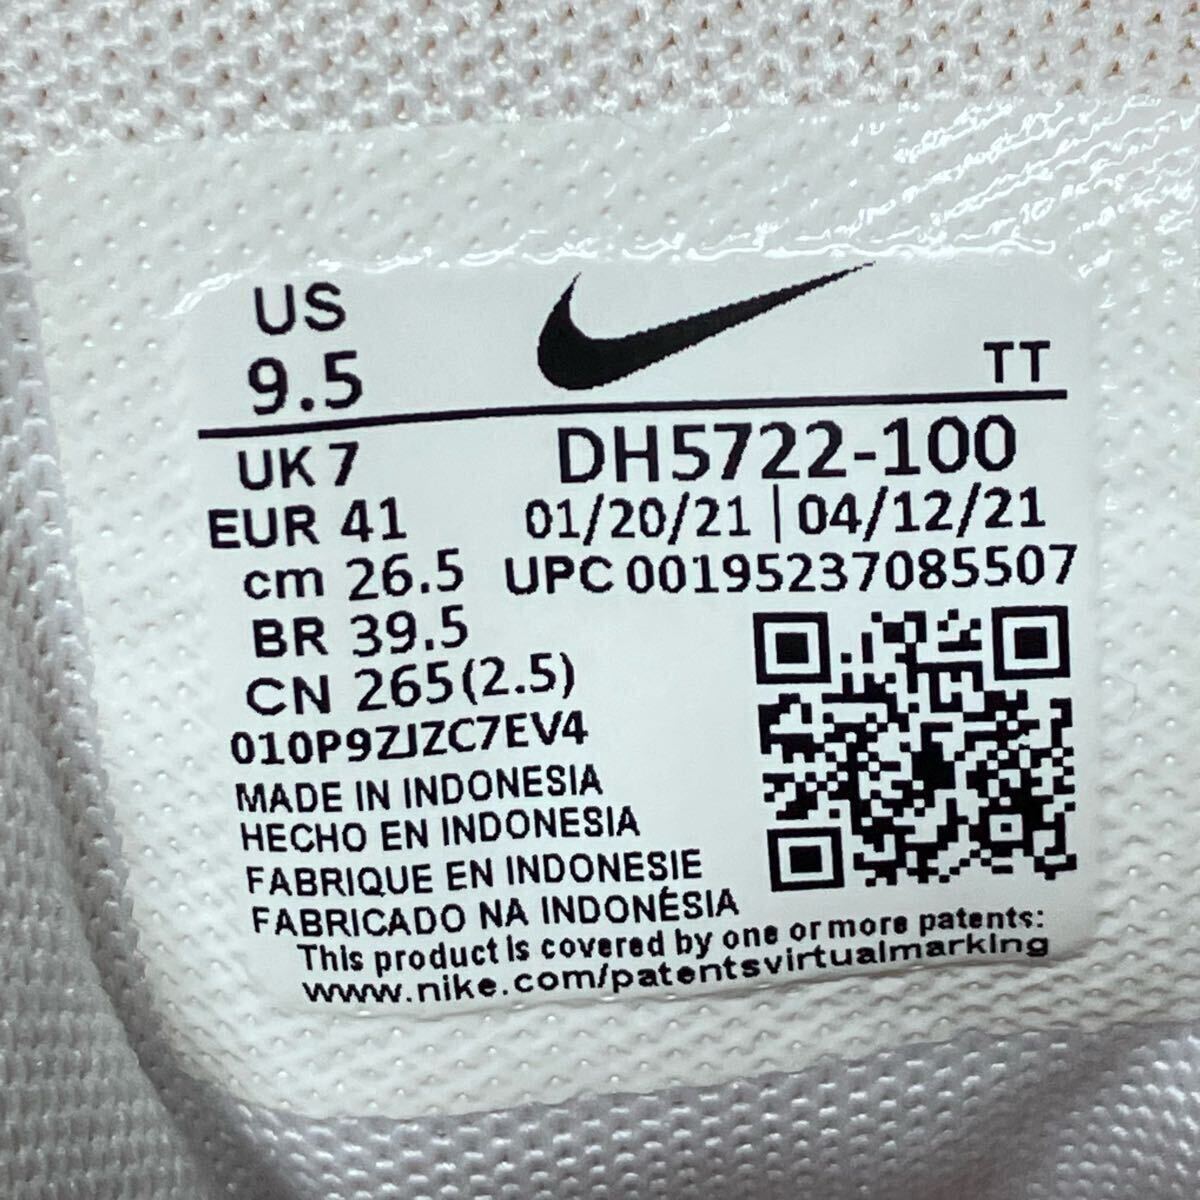 US
9.5
TT
UK 7
DH5722-100
EUR 41
01/20/21 | 04/12/21
cm 26.5
UPC 00195237085507
BR 39.5
CN 265(2.5)
010P9ZJZC7EV4
MADE IN INDONESIA
HECHO EN INDONESIA
FABRIQUE EN INDONESIE
FABRICADO NA INDONÉSIA
This product is covered by one or more patents:
www.nike.com/patentsvirtualmarking